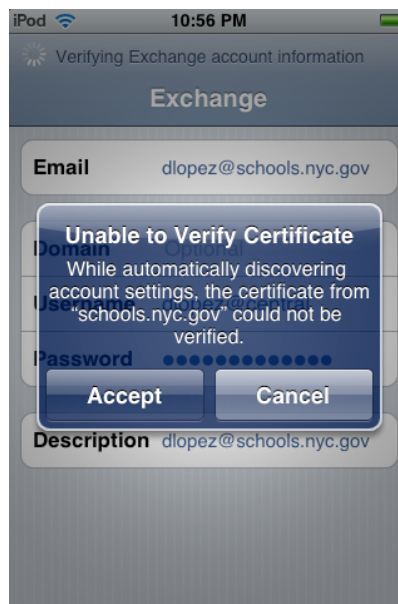 iPod 10:56 PM
Verifying Exchange account information
Exchange
Email dlopez@schools.nyc.gov
Unable to Verify Certificate
Domain Optional
While automatically discovering
account settings, the certificate from
Username dlopez@central
“schools.nyc.gov” could not be
verified.
Password
Accept Cancel
Description dlopez@schools.nyc.gov